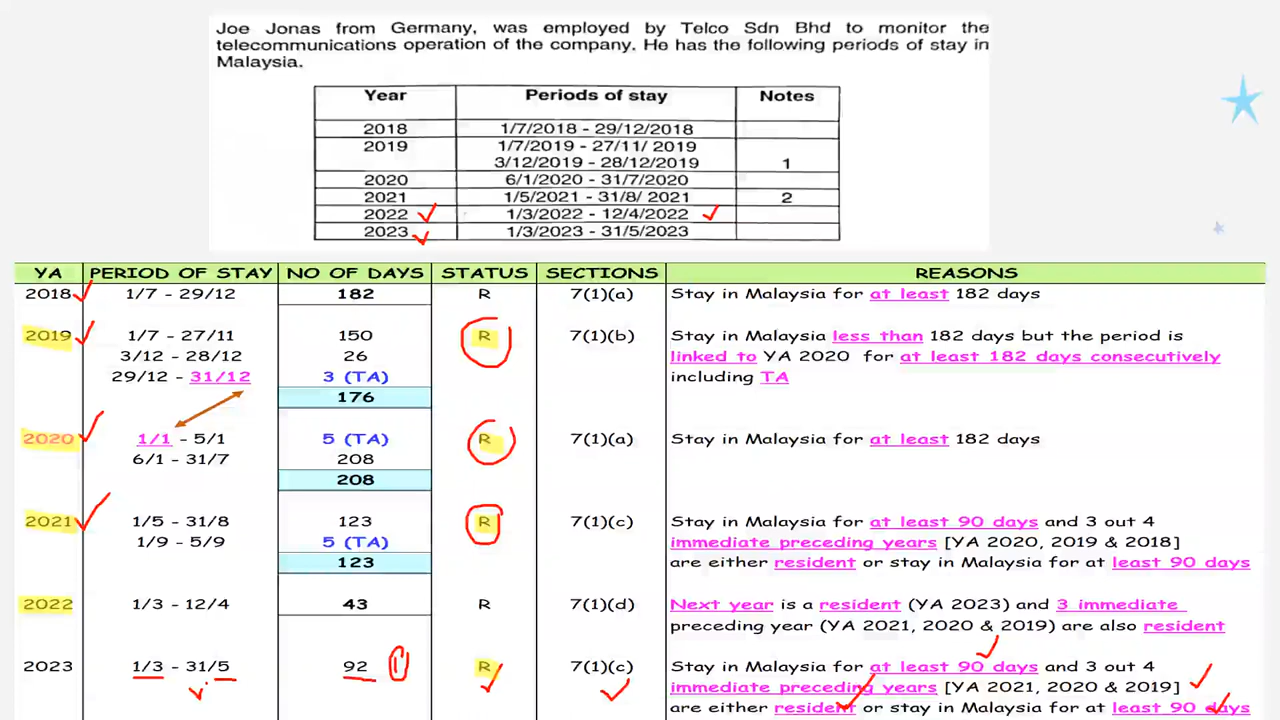 Joe Jonas from Germany, was employed by Telco Sdn Bhd to monitor the
telecommunications operation of the company. He has the following periods of stay in
Malaysia.
Year Periods of stay Notes
2018 1/7/2018 - 29/12/2018
2019 1/7/2019 - 27/11/ 2019
3/12/2019 - 28/12/2019 1
2020 6/1/2020 - 31/7/2020
2021 1/5/2021 - 31/8/ 2021 2
2022 1/3/2022 - 12/4/2022
2023 1/3/2023 - 31/5/2023
YA PERIOD OF STAY NO OF DAYS STATUS SECTIONS REASONS
2018 1/7 - 29/12 182 R 7(1)(a) Stay in Malaysia for at least 182 days
2019 1/7 - 27/11 150 R 7(1)(b) Stay in Malaysia less than 182 days but the period is
3/12 - 28/12 26 linked to YA 2020 for at least 182 days consecutively
29/12 - 31/12 3 (TA) including TA
176
2020 1/1 - 5/1 5 (TA) R 7(1)(a) Stay in Malaysia for at least 182 days
6/1 - 31/7 208
208
2021 1/5 - 31/8 123 R 7(1)(c) Stay in Malaysia for at least 90 days and 3 out 4
1/9 - 5/9 5 (TA) immediate preceding years [YA 2020, 2019 & 2018]
123 are either resident or stay in Malaysia for at least 90 days
2022 1/3 - 12/4 43 R 7(1)(d) Next year is a resident (YA 2023) and 3 immediate
preceding year (YA 2021, 2020 & 2019) are also resident
2023 1/3 - 31/5 92 1 R 7(1)(c) Stay in Malaysia for at least 90 days and 3 out 4
immediate preceding years [YA 2021, 2020 & 2019]
are either resident or stay in Malaysia for at least 90 days